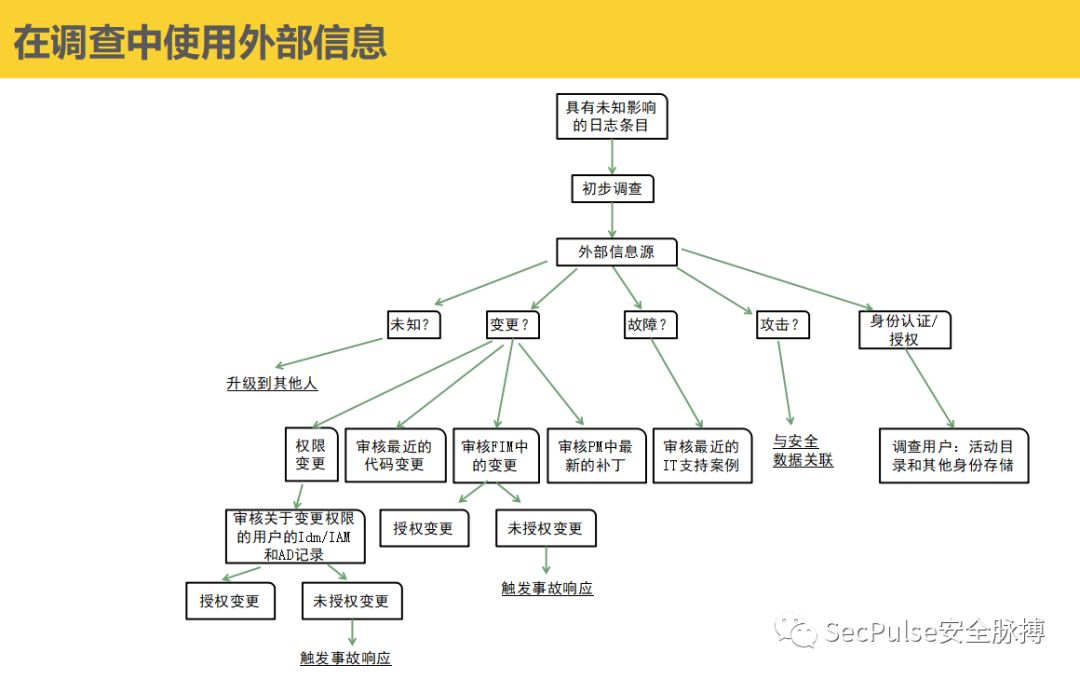 在调查中使用外部信息
具有未知影响
的日志条目
初步调查
外部信息源
未知?
变更?
故障?
攻击?
身份认证/
授权
升级到其他人
权限
变更
审核最近的
代码变更
审核FIM中
的变更
审核PM中最
新的补丁
审核最近的
IT支持案例
与安全
数据关联
调查用户：活动目
录和其他身份存储
审核关于变更权限
的用户的Idm/IAM
和AD记录
授权变更
未授权变更
触发事故响应
授权变更
未授权变更
触发事故响应
SecPulse安全脉搏